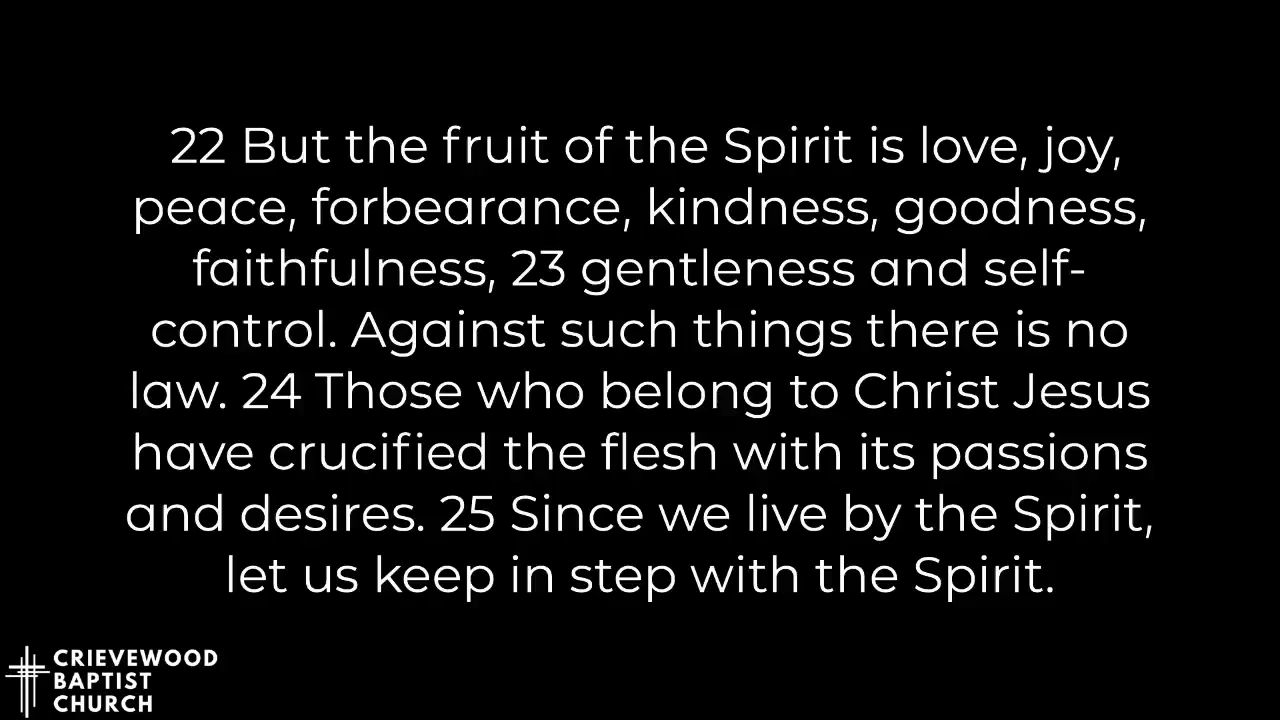 22 But the fruit of the Spirit is love, joy,
peace, forbearance, kindness, goodness,
faithfulness, 23 gentleness and self-
control. Against such things there is no
law. 24 Those who belong to Christ Jesus
have crucified the flesh with its passions
and desires. 25 Since we live by the Spirit,
let us keep in step with the Spirit.
CRIEVEWOOD
BAPTIST
CHURCH